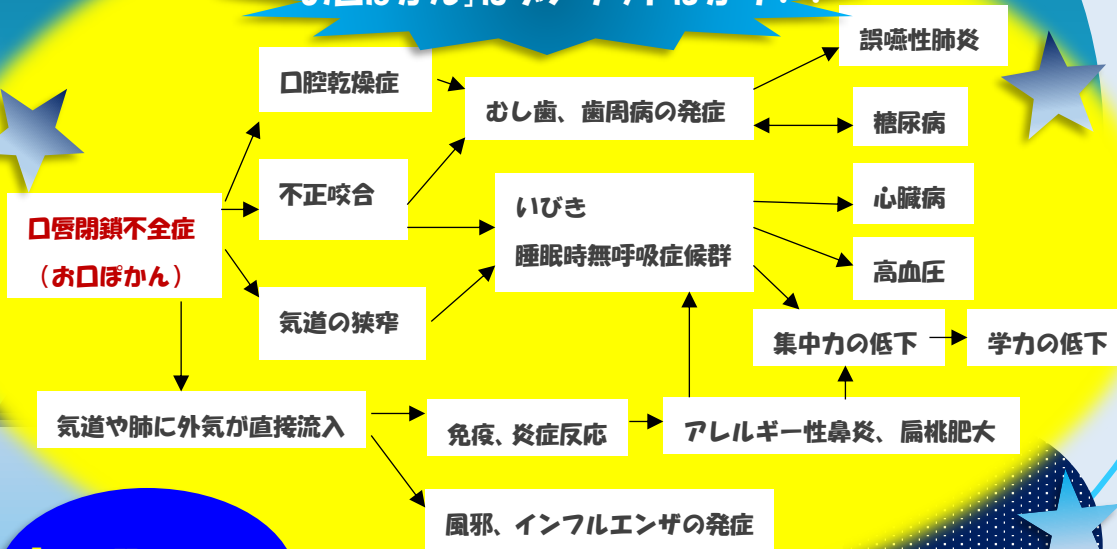 口腔乾燥症
誤嚥性肺炎
むし歯、歯周病の発症
糖尿病
不正咬合
いびき
睡眠時無呼吸症候群
心臓病
高血圧
口唇閉鎖不全症
（お口ぽかん）
気道の狭窄
集中力の低下
学力の低下
気道や肺に外気が直接流入
免疫、炎症反応
アレルギー性鼻炎、扁桃肥大
風邪、インフルエンザの発症